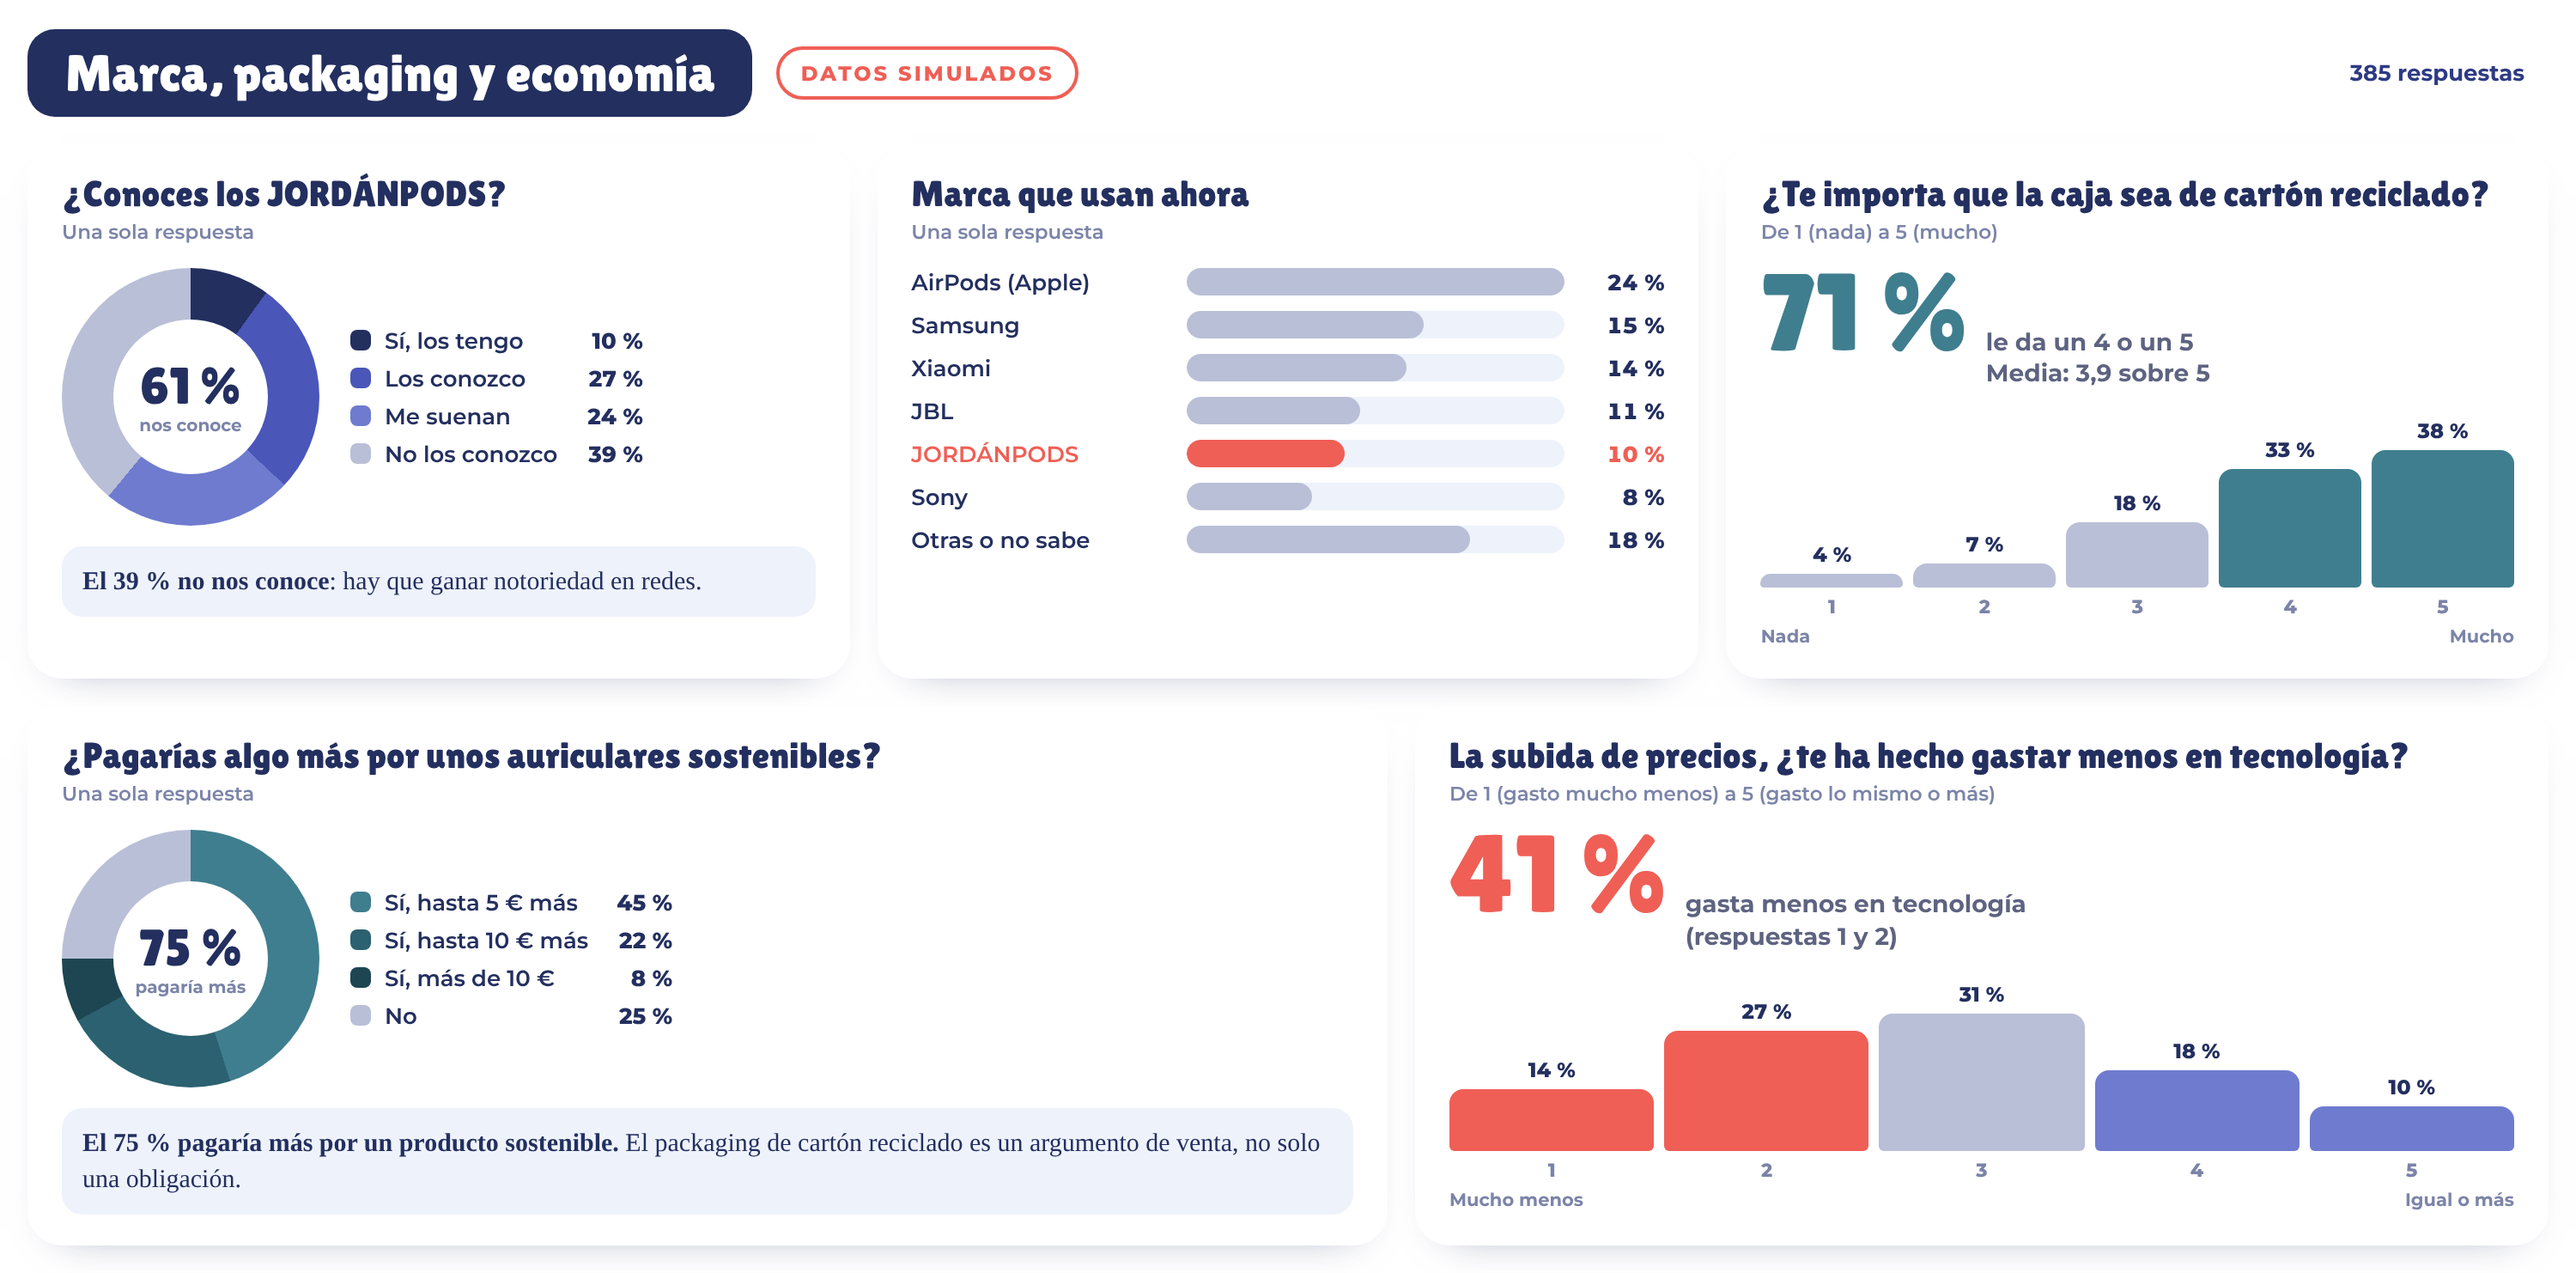 Marca, packaging y economía
DATOS SIMULADOS
385 respuestas
¿Conoces los JORDÁNPODS?
Una sola respuesta
61 %
nos conoce
Sí, los tengo 10 %
Los conozco 27 %
Me suenan 24 %
No los conozco 39 %
El 39 % no nos conoce: hay que ganar notoriedad en redes.
Marca que usan ahora
Una sola respuesta
AirPods (Apple) 24 %
Samsung 15 %
Xiaomi 14 %
JBL 11 %
JORDÁNPODS 10 %
Sony 8 %
Otras o no sabe 18 %
¿Te importa que la caja sea de cartón reciclado?
De 1 (nada) a 5 (mucho)
71 %
le da un 4 o un 5
Media: 3,9 sobre 5
4 % 7 % 18 % 33 % 38 %
1 2 3 4 5
Nada Mucho
¿Pagarías algo más por unos auriculares sostenibles?
Una sola respuesta
75 %
pagaría más
Sí, hasta 5 € más 45 %
Sí, hasta 10 € más 22 %
Sí, más de 10 € 8 %
No 25 %
El 75 % pagaría más por un producto sostenible. El packaging de cartón reciclado es un argumento de venta, no solo
una obligación.
La subida de precios, ¿te ha hecho gastar menos en tecnología?
De 1 (gasto mucho menos) a 5 (gasto lo mismo o más)
41 %
gasta menos en tecnología
(respuestas 1 y 2)
14 % 27 % 31 % 18 % 10 %
1 2 3 4 5
Mucho menos Igual o más